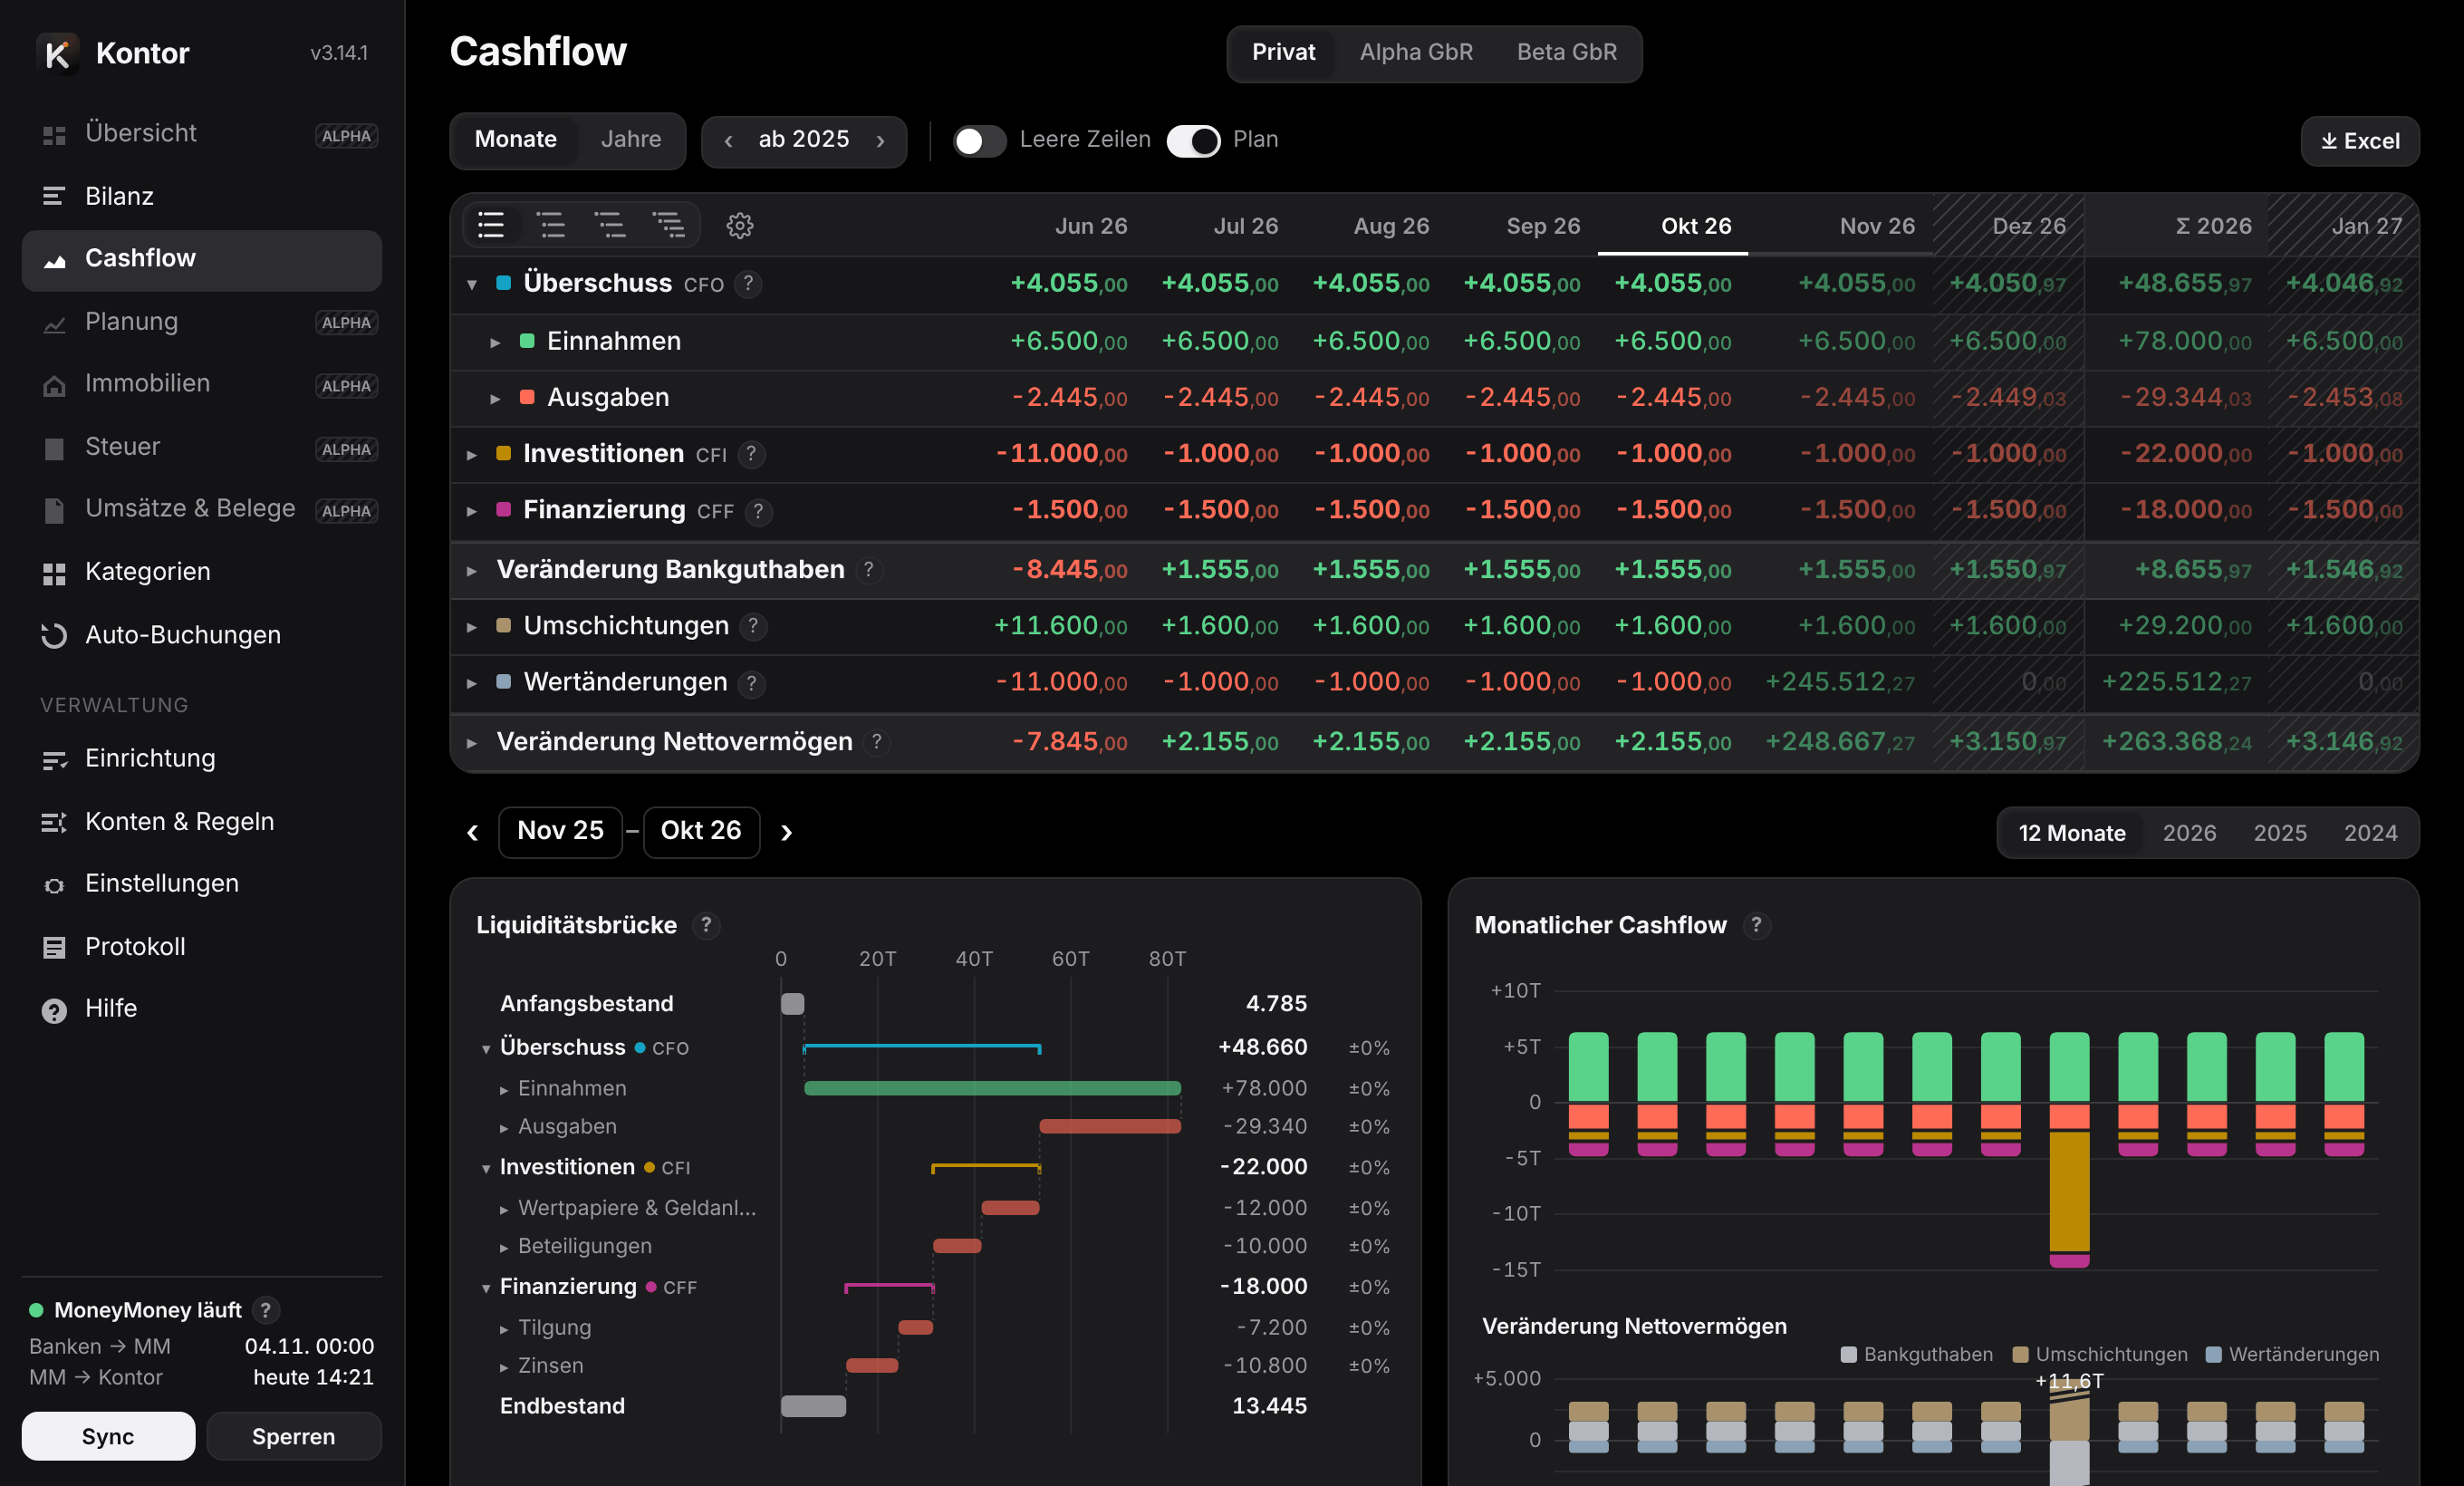 Kontor v3.14.1
Übersicht ALPHA
Bilanz
Cashflow
Planung ALPHA
Immobilien ALPHA
Steuer ALPHA
Umsätze & Belege ALPHA
Kategorien
Auto-Buchungen
VERWALTUNG
Einrichtung
Konten & Regeln
Einstellungen
Protokoll
Hilfe
MoneyMoney läuft ?
Banken → MM 04.11. 00:00
MM → Kontor heute 14:21
Sync Sperren
Cashflow
Privat Alpha GbR Beta GbR
Monate Jahre ‹ ab 2025 › Leere Zeilen Plan Excel
Jun 26 Jul 26 Aug 26 Sep 26 Okt 26 Nov 26 Dez 26 Σ 2026 Jan 27
Überschuss CFO ? +4.055,00 +4.055,00 +4.055,00 +4.055,00 +4.055,00 +4.055,00 +4.050,97 +48.655,97 +4.046,92
Einnahmen +6.500,00 +6.500,00 +6.500,00 +6.500,00 +6.500,00 +6.500,00 +6.500,00 +78.000,00 +6.500,00
Ausgaben -2.445,00 -2.445,00 -2.445,00 -2.445,00 -2.445,00 -2.445,00 -2.449,03 -29.344,03 -2.453,08
Investitionen CFI ? -11.000,00 -1.000,00 -1.000,00 -1.000,00 -1.000,00 -1.000,00 -1.000,00 -22.000,00 -1.000,00
Finanzierung CFF ? -1.500,00 -1.500,00 -1.500,00 -1.500,00 -1.500,00 -1.500,00 -1.500,00 -18.000,00 -1.500,00
Veränderung Bankguthaben ? -8.445,00 +1.555,00 +1.555,00 +1.555,00 +1.555,00 +1.555,00 +1.550,97 +8.655,97 +1.546,92
Umschichtungen ? +11.600,00 +1.600,00 +1.600,00 +1.600,00 +1.600,00 +1.600,00 +1.600,00 +29.200,00 +1.600,00
Wertänderungen ? -11.000,00 -1.000,00 -1.000,00 -1.000,00 -1.000,00 +245.512,27 0,00 +225.512,27 0,00
Veränderung Nettovermögen ? -7.845,00 +2.155,00 +2.155,00 +2.155,00 +2.155,00 +248.667,27 +3.150,97 +263.368,24 +3.146,92
‹ Nov 25 – Okt 26 ›
12 Monate 2026 2025 2024
Liquiditätsbrücke ?
0 20T 40T 60T 80T
Anfangsbestand 4.785
Überschuss CFO +48.660 ±0%
Einnahmen +78.000 ±0%
Ausgaben -29.340 ±0%
Investitionen CFI -22.000 ±0%
Wertpapiere & Geldanl... -12.000 ±0%
Beteiligungen -10.000 ±0%
Finanzierung CFF -18.000 ±0%
Tilgung -7.200 ±0%
Zinsen -10.800 ±0%
Endbestand 13.445
Monatlicher Cashflow ?
+10T
+5T
0
-5T
-10T
-15T
Veränderung Nettovermögen
Bankguthaben Umschichtungen Wertänderungen
+11,6T
+5.000
0